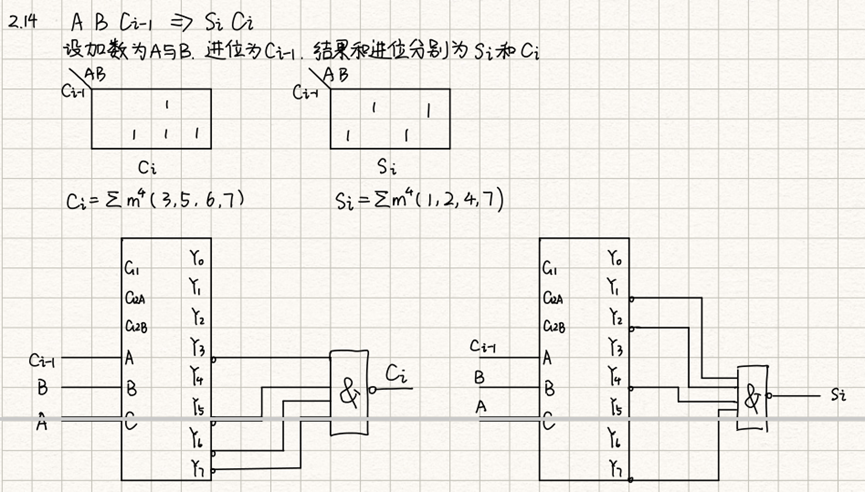 2.14 A B Ci-1 ⇒ Si Ci
设加数为A与B. 进位为Ci-1. 结果和进位分别为Si和Ci
AB
Ci-1
1
1 1 1
Ci
AB
Ci-1
1 1
1 1
Si
Ci = Σm⁴(3,5,6,7)
Si = Σm⁴(1,2,4,7)
G1
G2A
G2B
Ci-1 A
B B
A C
Y0
Y1
Y2
Y3
Y4
Y5
Y6
Y7
&
Ci
G1
G2A
G2B
Ci-1 A
B B
A C
Y0
Y1
Y2
Y3
Y4
Y5
Y6
Y7
&
Si